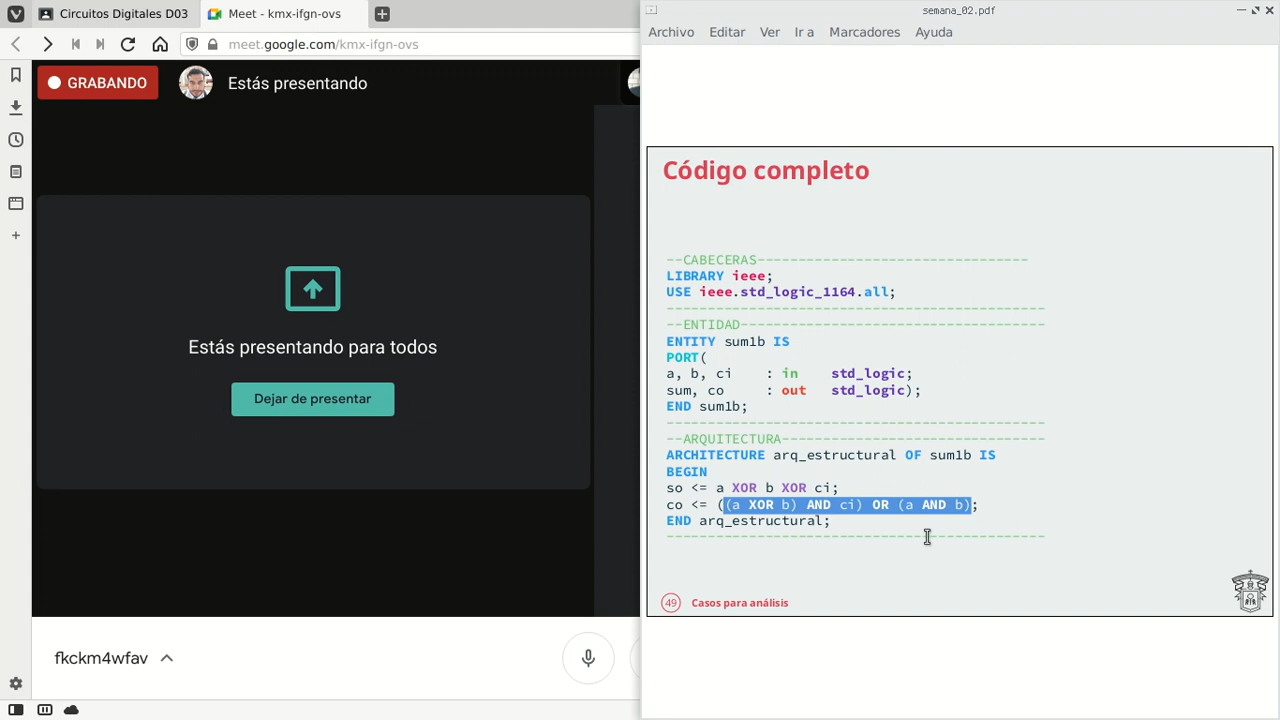 Circuitos Digitales D03
Meet - kmx-ifgn-ovs
meet.google.com/kmx-ifgn-ovs
GRABANDO
Estás presentando
Estás presentando para todos
Dejar de presentar
fkckm4wfav
semana_02.pdf
Archivo Editar Ver Ir a Marcadores Ayuda
Código completo
--CABECERAS---------------------------------
LIBRARY ieee;
USE ieee.std_logic_1164.all;
----------------------------------------------
--ENTIDAD-------------------------------------
ENTITY sum1b IS
PORT(
a, b, ci : in std_logic;
sum, co : out std_logic);
END sum1b;
----------------------------------------------
--ARQUITECTURA--------------------------------
ARCHITECTURE arq_estructural OF sum1b IS
BEGIN
so <= a XOR b XOR ci;
co <= ((a XOR b) AND ci) OR (a AND b);
END arq_estructural;
----------------------------------------------
49 Casos para análisis